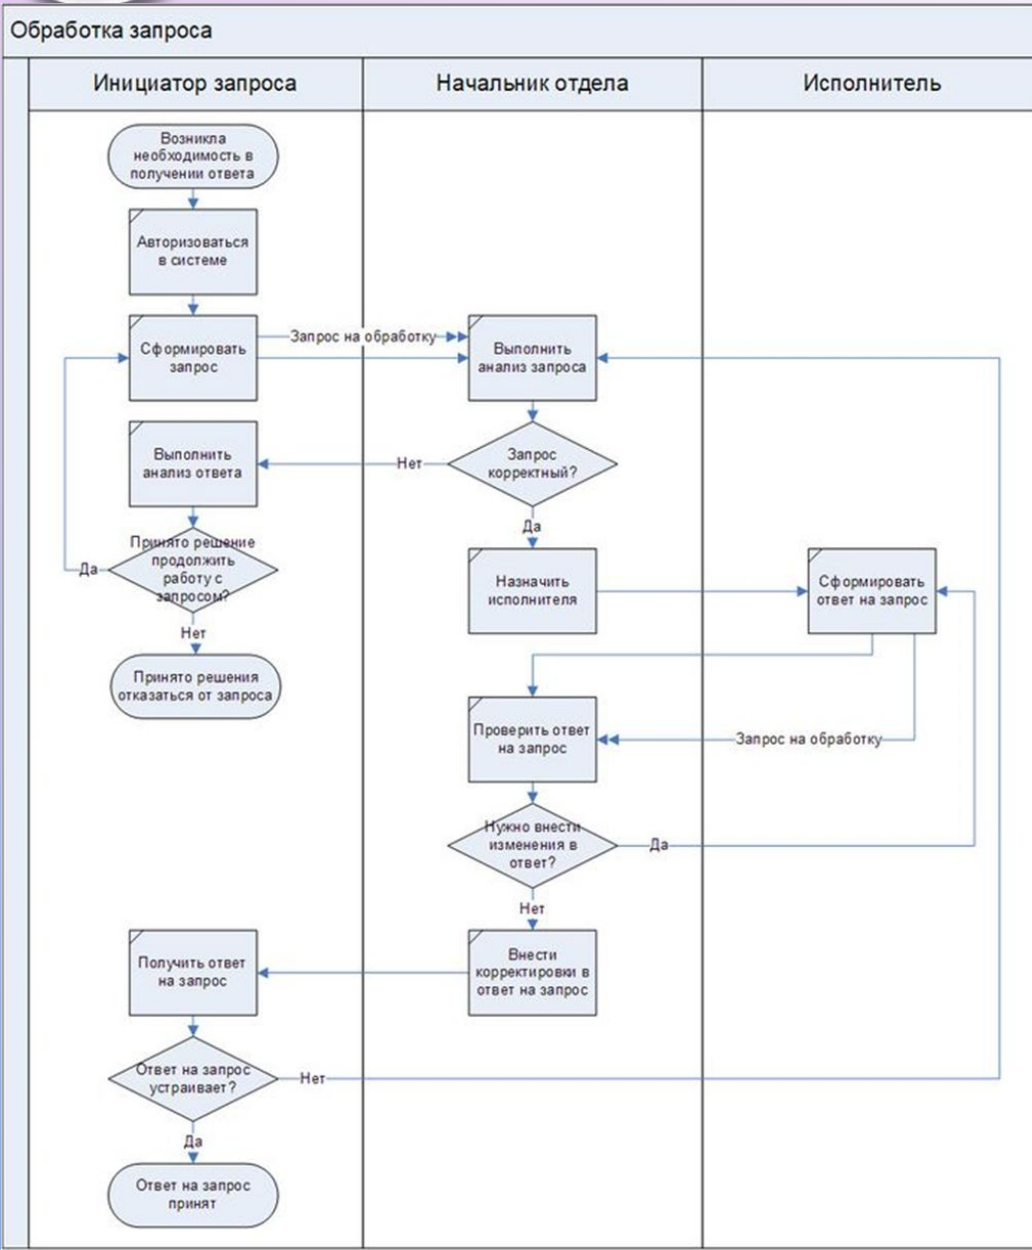 Обработка запроса
Инициатор запроса
Начальник отдела
Исполнитель
Возникла
необходимость в
получении ответа
Авторизоваться
в системе
Сформировать
запрос
Запрос на обработку
Выполнить
анализ запроса
Выполнить
анализ ответа
Нет
Запрос
корректный?
Да
Принято решение
продолжить
работу с
запросом?
Да
Нет
Принято решения
отказаться от запроса
Назначить
исполнителя
Сформировать
ответ на запрос
Проверить ответ
на запрос
Запрос на обработку
Нужно внести
изменения в
ответ?
Да
Нет
Внести
корректировки в
ответ на запрос
Получить ответ
на запрос
Ответ на запрос
устраивает?
Нет
Да
Ответ на запрос
принят